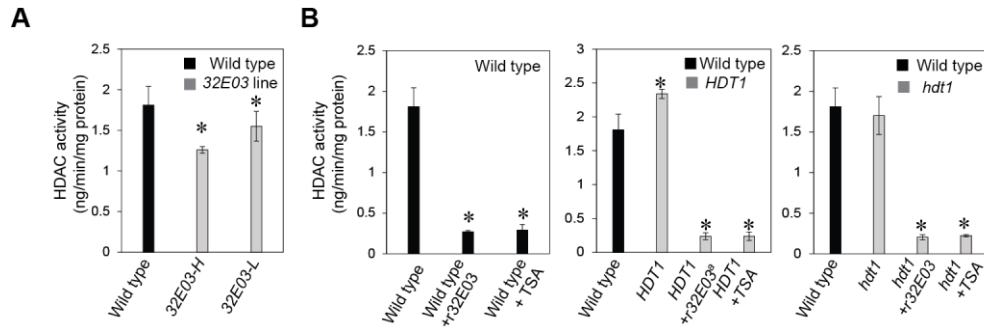 A
HDAC activity
(ng/min/mg protein)
2.5
2
1.5
1
0.5
0
Wild type
32E03 line
*
*
Wild type
32E03-H
32E03-L
B
HDAC activity
(ng/min/mg protein)
2.5
2
1.5
1
0.5
0
Wild type
*
*
Wild type
Wild type
+r32E03
Wild type
+TSA
3
2.5
2
1.5
1
0.5
0
Wild type
HDT1
*
*
*
Wild type
HDT1
HDT1
+r32E03ª
HDT1
+TSA
2.5
2
1.5
1
0.5
0
Wild type
hdt1
*
*
Wild type
hdt1
hdt1
+r32E03
hdt1
+TSA